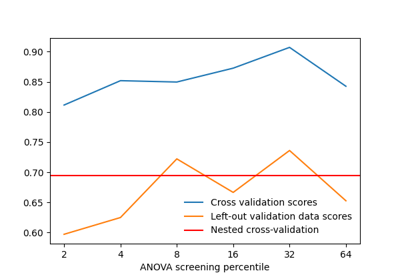 0.90
0.85
0.80
0.75
0.70
0.65
0.60
Cross validation scores
Left-out validation data scores
Nested cross-validation
2 4 8 16 32 64
ANOVA screening percentile